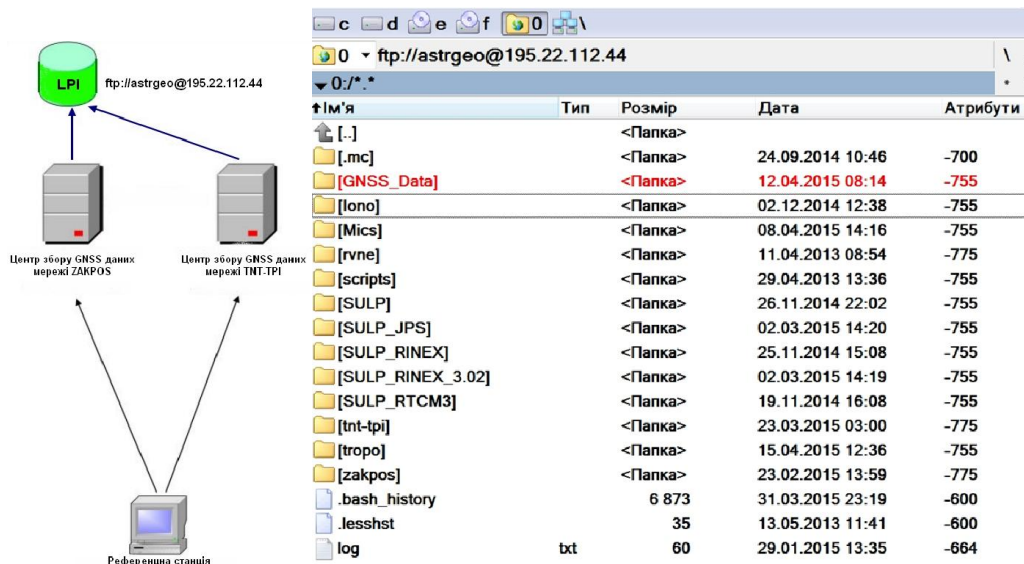 LPI
ftp://astrgeo@195.22.112.44
Центр збору GNSS даних
мережі ZAKPOS
Центр збору GNSS даних
мережі TNT-TPI
Референцна станція
c d e f 0 \
0 ftp://astrgeo@195.22.112.44 \
0:/*.* *
Ім'я Тип Розмір Дата Атрибути
[..] <Папка>
[.mc] <Папка> 24.09.2014 10:46 -700
[GNSS_Data] <Папка> 12.04.2015 08:14 -755
[Iono] <Папка> 02.12.2014 12:38 -755
[Mics] <Папка> 08.04.2015 14:16 -755
[rvne] <Папка> 11.04.2013 08:54 -775
[scripts] <Папка> 29.04.2013 13:36 -755
[SULP] <Папка> 26.11.2014 22:02 -755
[SULP_JPS] <Папка> 02.03.2015 14:20 -755
[SULP_RINEX] <Папка> 25.11.2014 15:08 -755
[SULP_RINEX_3.02] <Папка> 02.03.2015 14:19 -755
[SULP_RTCM3] <Папка> 19.11.2014 16:08 -755
[tnt-tpi] <Папка> 23.03.2015 03:00 -775
[tropo] <Папка> 15.04.2015 12:36 -755
[zakpos] <Папка> 23.02.2015 13:59 -775
.bash_history 6 873 31.03.2015 23:19 -600
.lesshst 35 13.05.2013 11:41 -600
log txt 60 29.01.2015 13:35 -664